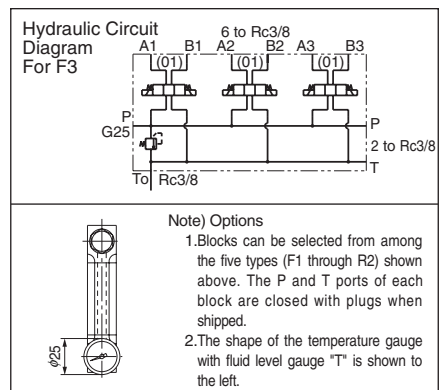 Hydraulic Circuit
Diagram
For F3
6 to Rc3/8
A1 B1 A2 B2 A3 B3
(01) (01) (01)
P
G25
P
2 to Rc3/8
T
To Rc3/8
Note) Options
1.Blocks can be selected from among
the five types (F1 through R2) shown
above. The P and T ports of each
block are closed with plugs when
shipped.
2.The shape of the temperature gauge
with fluid level gauge "T" is shown to
the left.
φ25